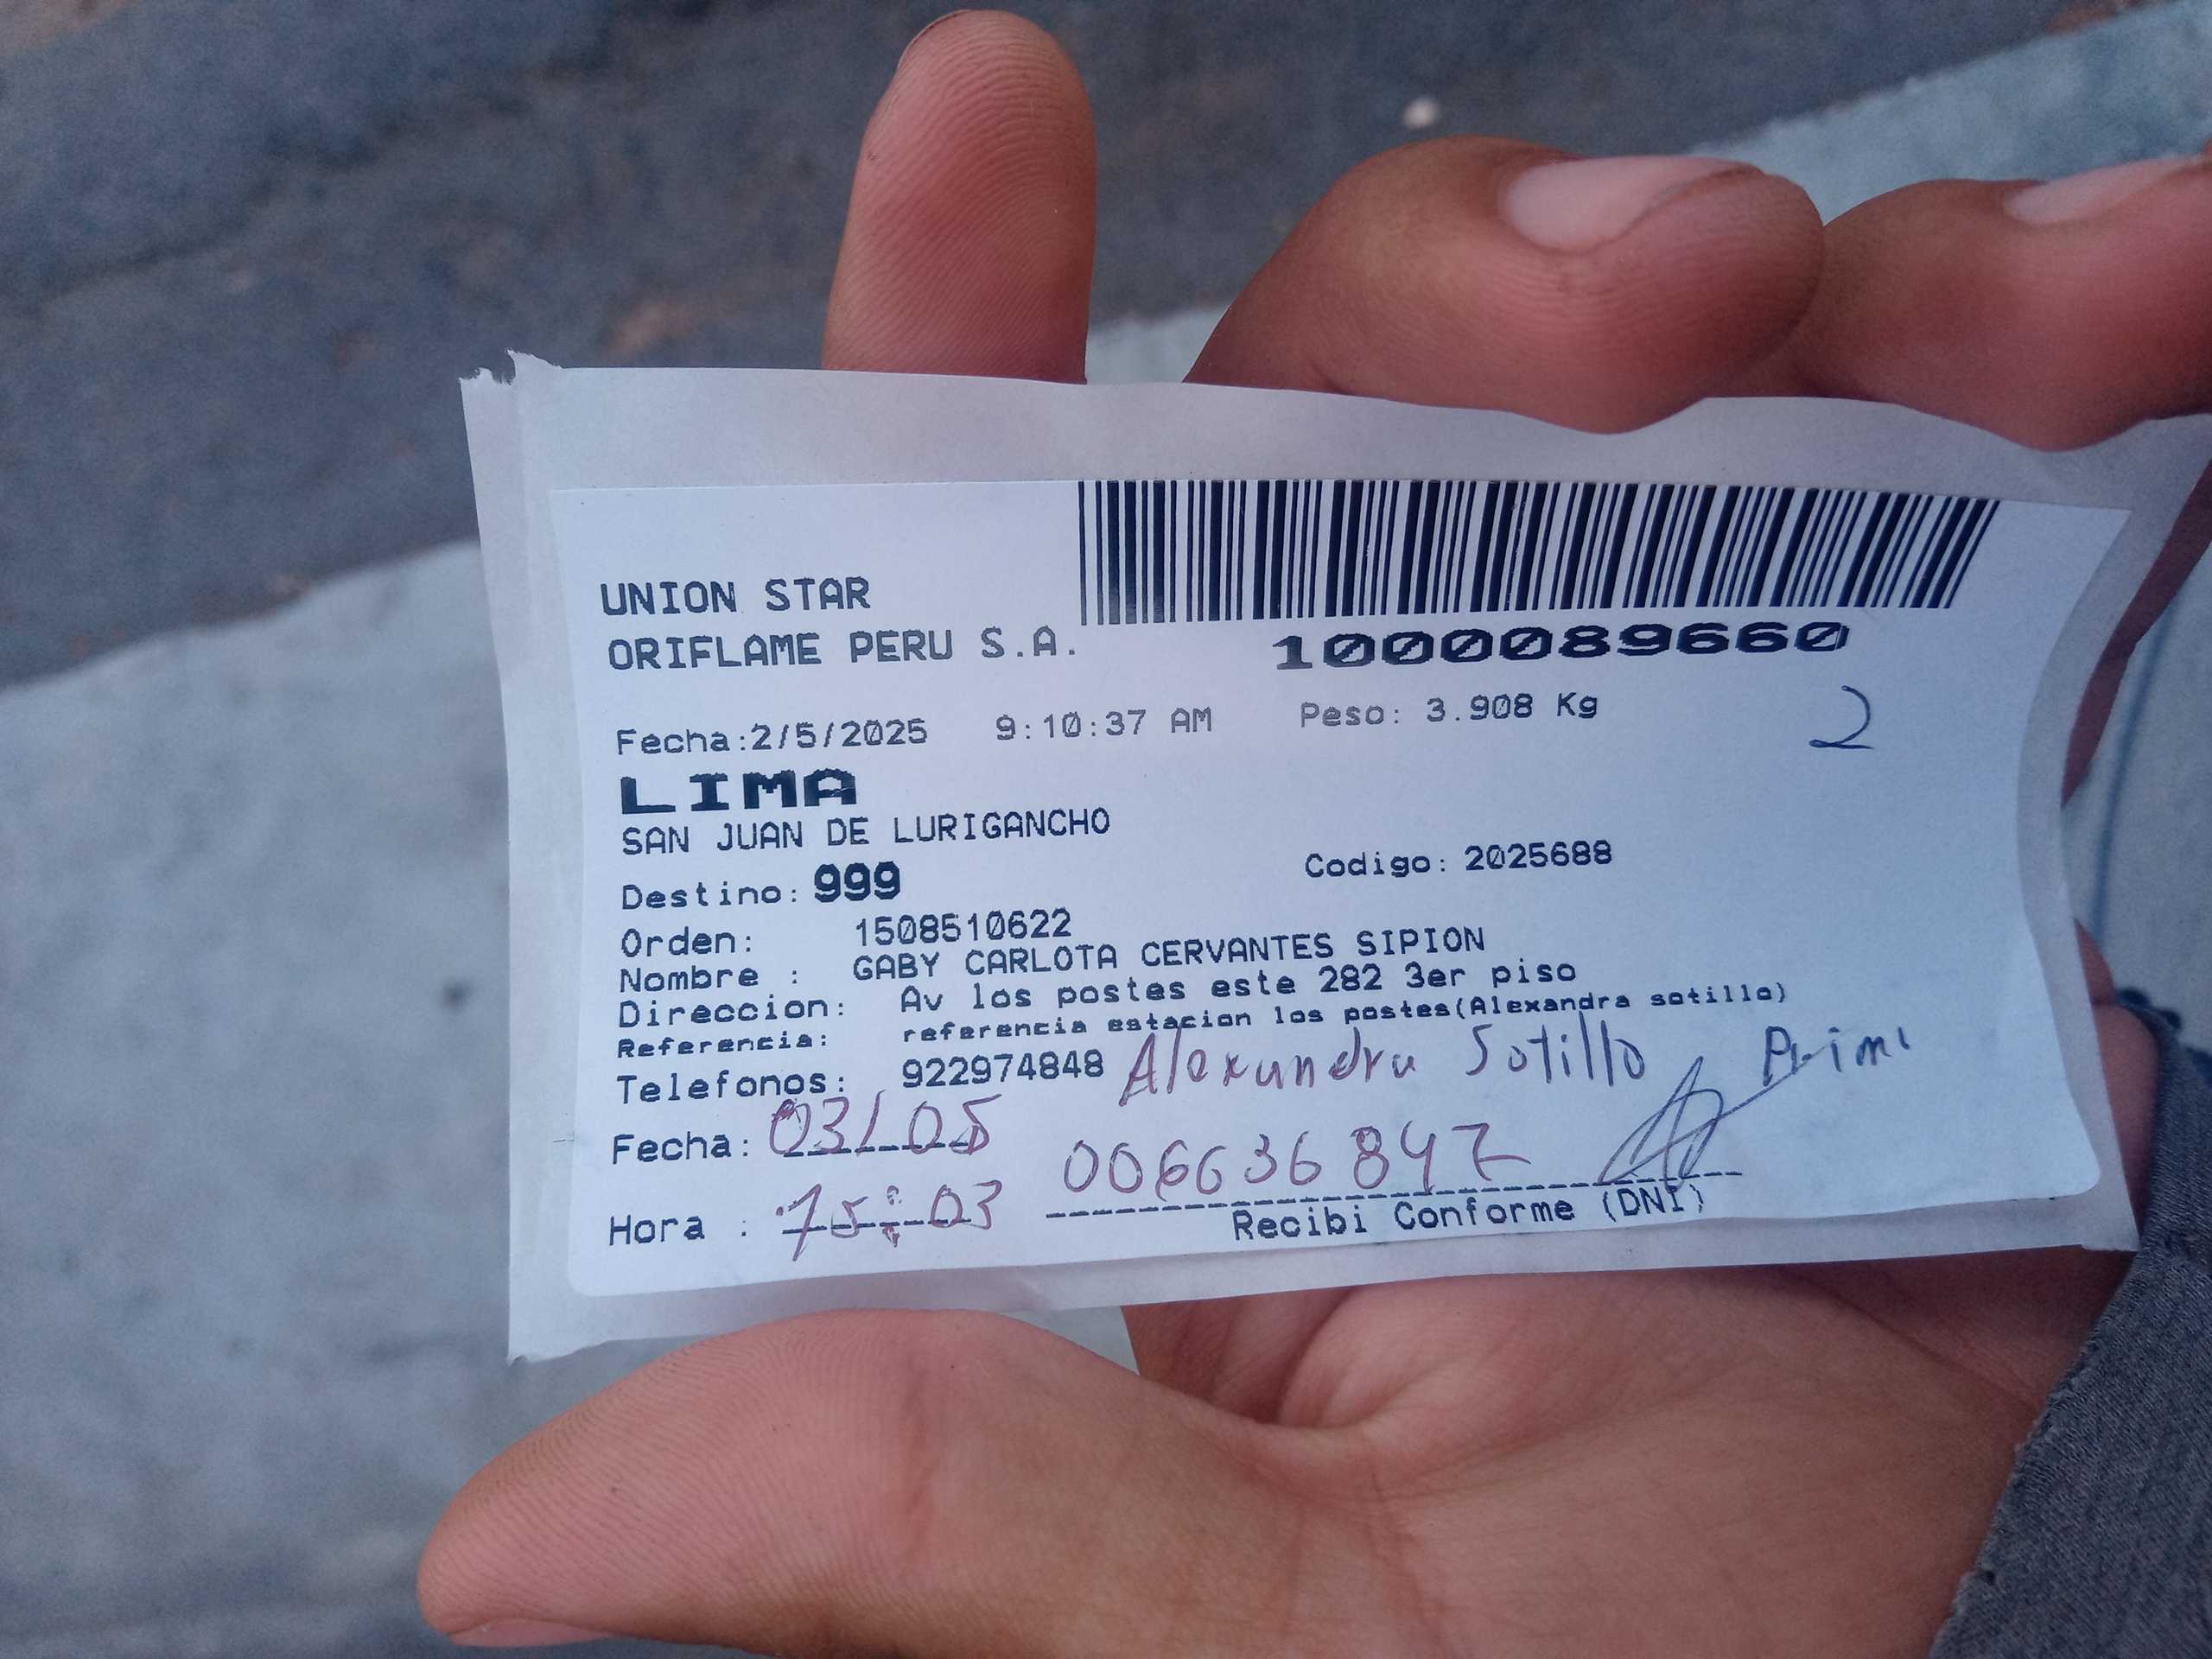 UNION STAR
ORIFLAME PERU S.A.
1000089660
Fecha:2/5/2025 9:10:37 AM Peso: 3.908 Kg
2
LIMA
SAN JUAN DE LURIGANCHO
Destino: 999 Codigo: 2025688
Orden: 1508510622
Nombre : GABY CARLOTA CERVANTES SIPION
Direccion: Av los postes este 282 3er piso
Referencia: referencia estacion los postes(Alexandra sotillo)
Telefonos: 922974848 Alexandra Sotillo
Fecha: 03/05 006636847
Hora : 15:03
Recibi Conforme (DNI)